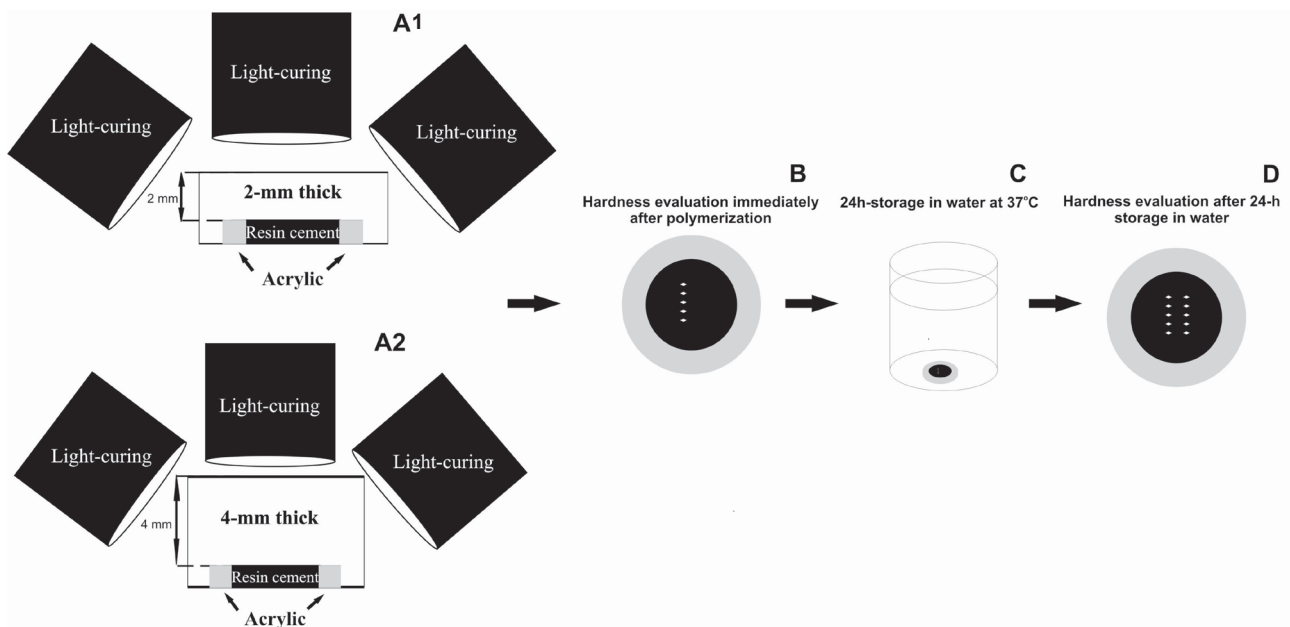 A1
Light-curing
Light-curing
Light-curing
2 mm
2-mm thick
Resin cement
Acrylic
A2
Light-curing
Light-curing
Light-curing
4 mm
4-mm thick
Resin cement
Acrylic
B
Hardness evaluation immediately
after polymerization
C
24h-storage in water at 37°C
D
Hardness evaluation after 24-h
storage in water